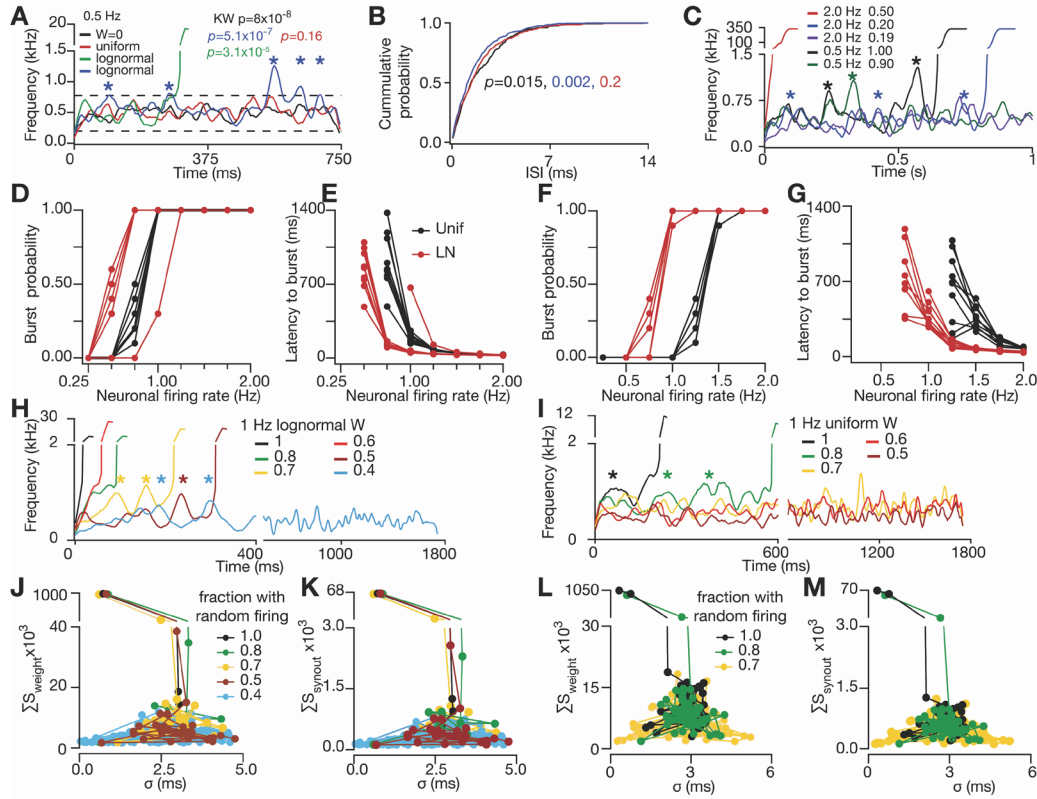 A
0.5 Hz
W=0
uniform
lognormal
lognormal
KW p=8x10-8
p=5.1x10-7 p=0.16
p=3.1x10-5
Frequency (kHz)
20
15
1.5
1.0
0.5
0.0
* * * * *
0 375 750
Time (ms)
B
Cummulative
probability
1.0
0.5
0.0
p=0.015, 0.002, 0.2
0 7 14
ISI (ms)
C
2.0 Hz 0.50
2.0 Hz 0.20
2.0 Hz 0.19
0.5 Hz 1.00
0.5 Hz 0.90
Frequency (kHz)
350
100
1.5
0.75
0.0
* * * * * *
0 0.5 1
Time (s)
D
Burst probability
1.00
0.50
0.00
0.25 1.00 2.00
Neuronal firing rate (Hz)
E
Latency to burst (ms)
1400
700
0
Unif
LN
0.25 1.00 2.00
Neuronal firing rate (Hz)
F
Burst probability
1.00
0.50
0.00
0.5 1.0 1.5 2.0
Neuronal firing rate (Hz)
G
Latency to burst (ms)
1400
700
0
0.5 1.0 1.5 2.0
Neuronal firing rate (Hz)
H
Frequency (kHz)
30
2
2
0
1 Hz lognormal W
1 0.6
0.8 0.5
0.7 0.4
* * * * *
0 400 1000 1800
Time (ms)
I
Frequency (kHz)
12
2
2
0
1 Hz uniform W
1 0.6
0.8 0.5
0.7
* * *
0 600 1200 1800
Time (ms)
J
∑Sweight x103
1000
40
20
0
fraction with
random firing
1.0
0.8
0.7
0.5
0.4
0.0 2.5 5.0
σ (ms)
K
∑Ssynout x103
68
3.0
1.5
0.0
0.0 2.5 5.0
σ (ms)
L
∑Sweight x103
1050
30
15
0
fraction with
random firing
1.0
0.8
0.7
0 3 6
σ (ms)
M
∑Ssynout x103
70
3.0
1.5
0.0
0 3 6
σ (ms)